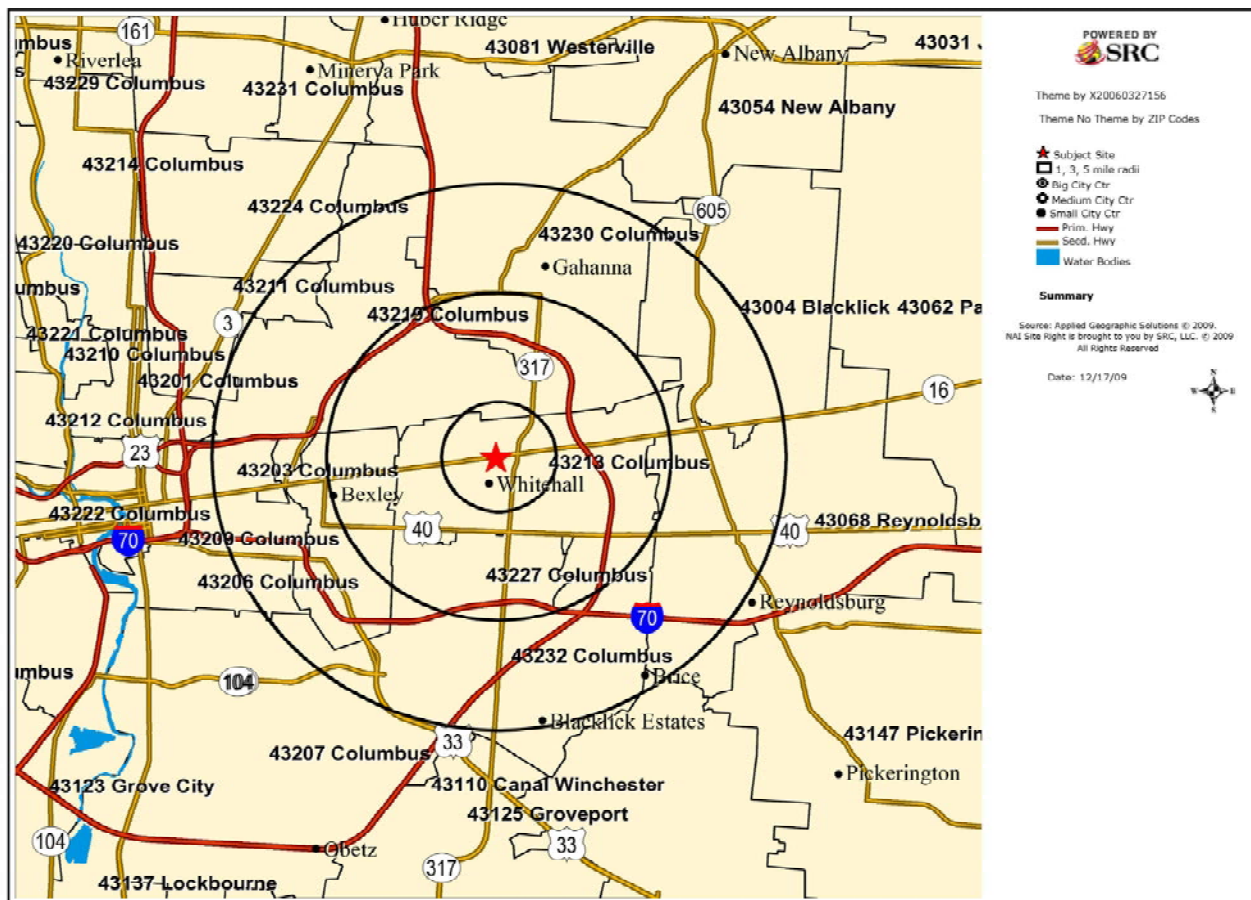 Huber Ridge
161
umbus
43081 Westerville
43031 J
Riverlea
New Albany
s
Minerva Park
43229 Columbus
43231 Columbus
43054 New Albany
43214 Columbus
43224 Columbus
605
43230 Columbus
43220 Columbus
Gahanna
43211 Columbus
umbus
43004 Blacklick 43062 Pa
43219 Columbus
3
43221 Columbus
43210 Columbus
317
43201 Columbus
16
43212 Columbus
23
43203 Columbus
43213 Columbus
Whitehall
Bexley
43222 Columbus
40
40
43068 Reynoldsb
70
43209 Columbus
43206 Columbus
43227 Columbus
Reynoldsburg
70
43232 Columbus
umbus
104
Brice
Blacklick Estates
43207 Columbus
33
43147 Pickerin
Pickerington
43123 Grove City
43110 Canal Winchester
43125 Groveport
104
33
Obetz
317
43137 Lockbourne
POWERED BY
SRC
Theme by X20060327156
Theme No Theme by ZIP Codes
Subject Site
1, 3, 5 mile radii
Big City Ctr
Medium City Ctr
Small City Ctr
Prim. Hwy
Secd. Hwy
Water Bodies
Summary
Source: Applied Geographic Solutions © 2009.
NAI Site Right is brought to you by SRC, LLC. © 2009
All Rights Reserved
Date: 12/17/09
N
W E
S